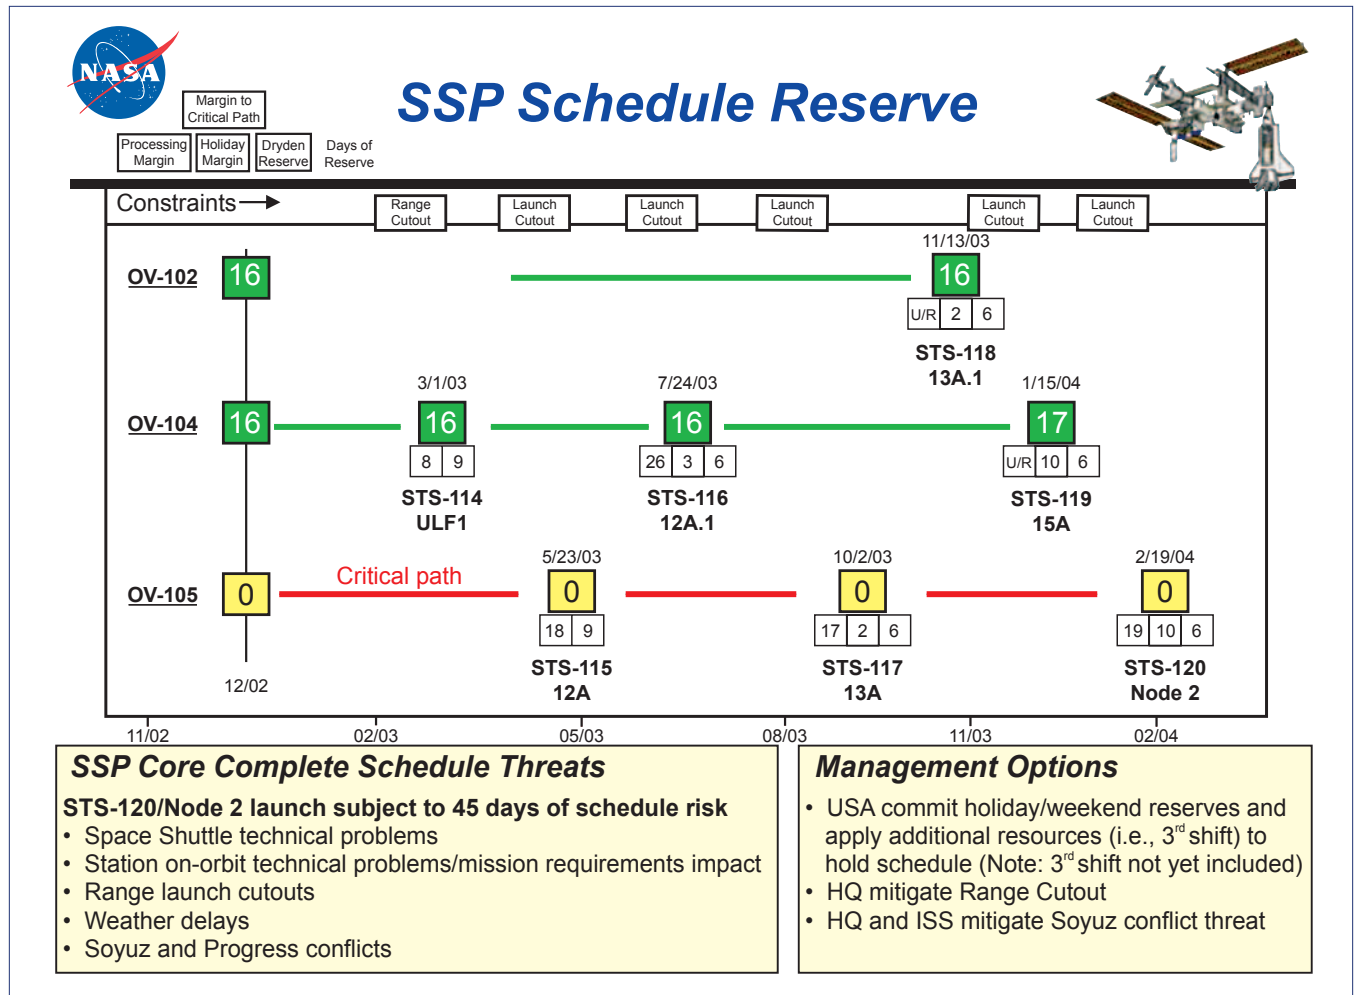 NASA
SSP Schedule Reserve
Margin to
Critical Path
Processing
Margin
Holiday
Margin
Dryden
Reserve
Days of
Reserve
Constraints
Range
Cutout
Launch
Cutout
Launch
Cutout
Launch
Cutout
Launch
Cutout
Launch
Cutout
OV-102
16
11/13/03
16
U/R 2 6
STS-118
13A.1
OV-104
16
3/1/03
16
8 9
STS-114
ULF1
7/24/03
16
26 3 6
STS-116
12A.1
1/15/04
17
U/R 10 6
STS-119
15A
OV-105
0
Critical path
5/23/03
0
18 9
STS-115
12A
10/2/03
0
17 2 6
STS-117
13A
2/19/04
0
19 10 6
STS-120
Node 2
12/02
11/02 02/03 05/03 08/03 11/03 02/04
SSP Core Complete Schedule Threats
STS-120/Node 2 launch subject to 45 days of schedule risk
• Space Shuttle technical problems
• Station on-orbit technical problems/mission requirements impact
• Range launch cutouts
• Weather delays
• Soyuz and Progress conflicts
Management Options
• USA commit holiday/weekend reserves and
apply additional resources (i.e., 3rd shift) to
hold schedule (Note: 3rd shift not yet included)
• HQ mitigate Range Cutout
• HQ and ISS mitigate Soyuz conflict threat